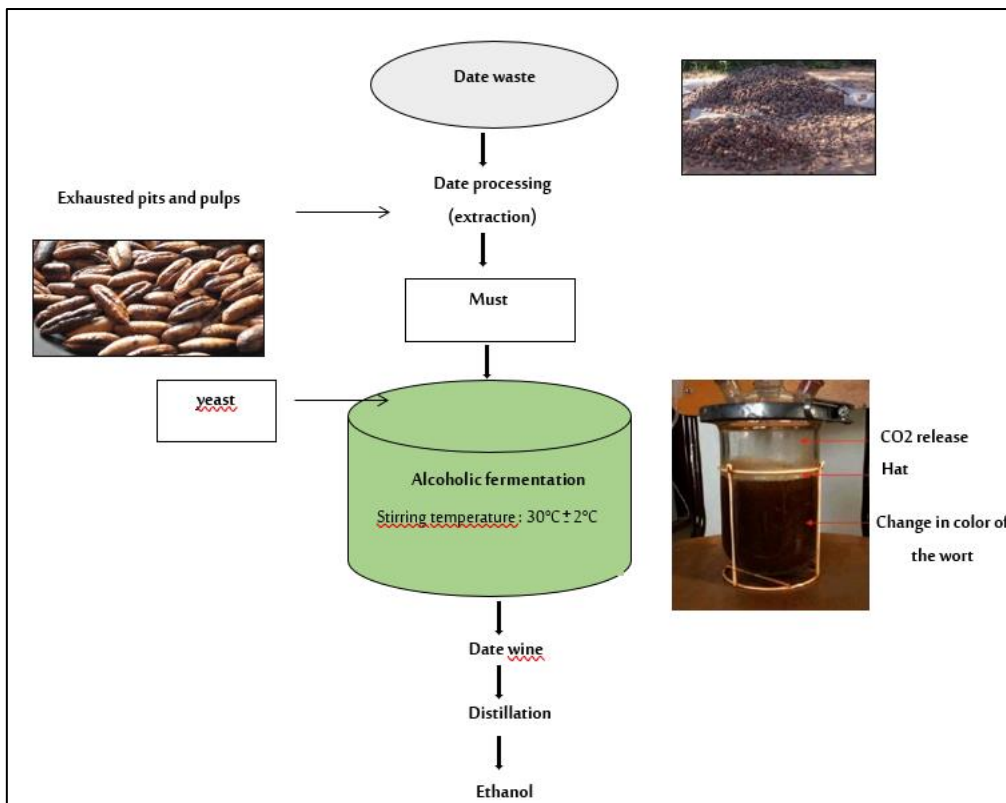 Date waste
Date processing
(extraction)
Exhausted pits and pulps
Must
yeast
Alcoholic fermentation
Stirring temperature : 30°C ± 2°C
CO2 release
Hat
Change in color of
the wort
Date wine
Distillation
Ethanol